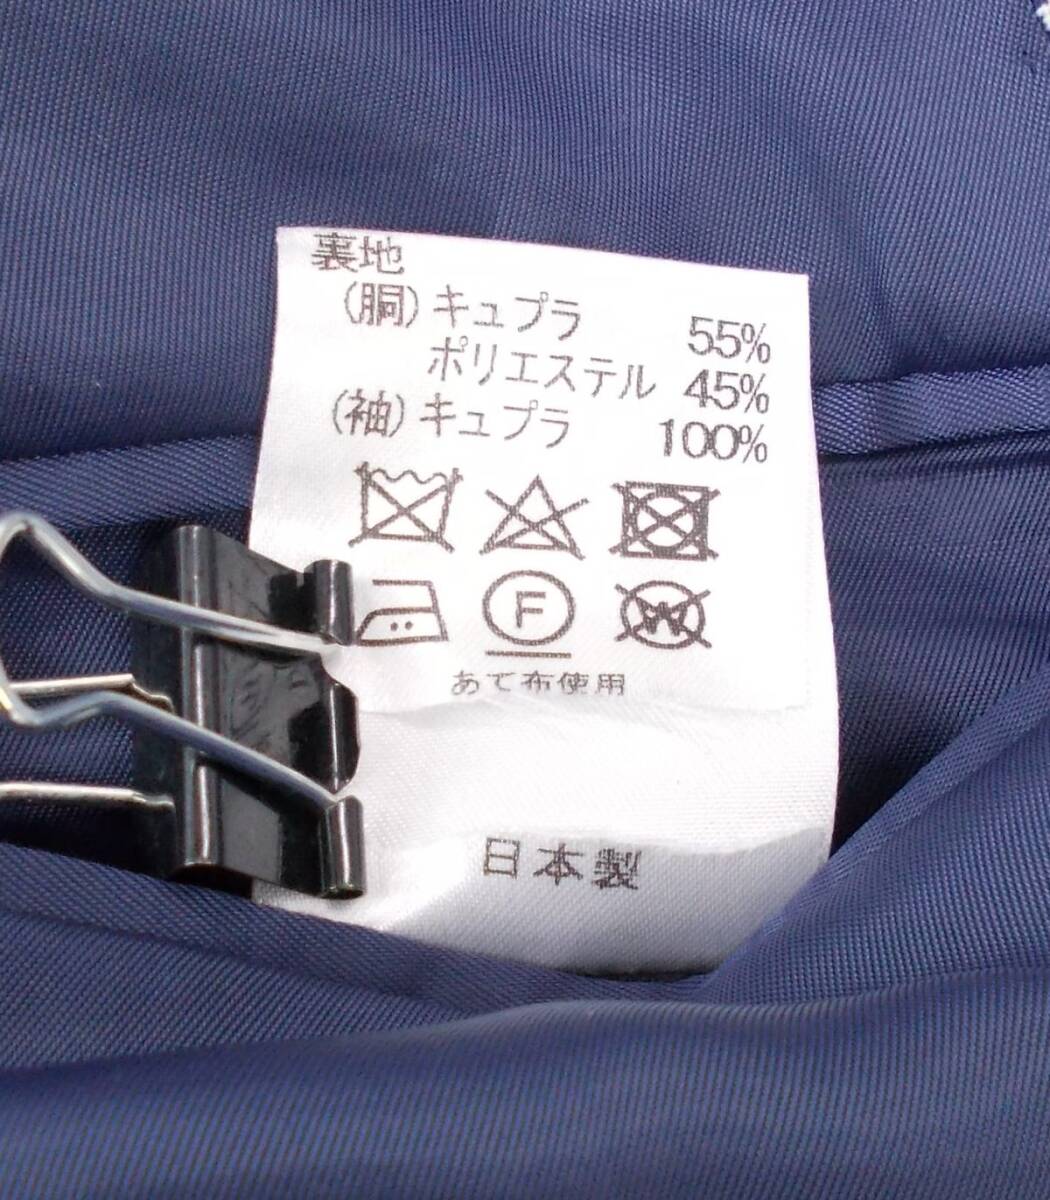 裏地
(胴) キュプラ 55%
ポリエステル 45%
(袖) キュプラ 100%
F W
あて布使用
日本製